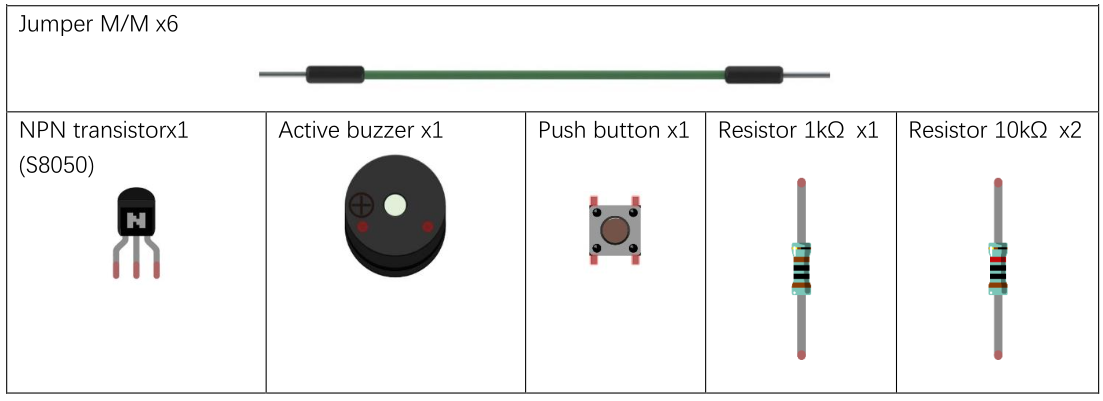 Jumper M/M x6
NPN transistorx1
(S8050)
Active buzzer x1
Push button x1
Resistor 1kΩ x1
Resistor 10kΩ x2
N